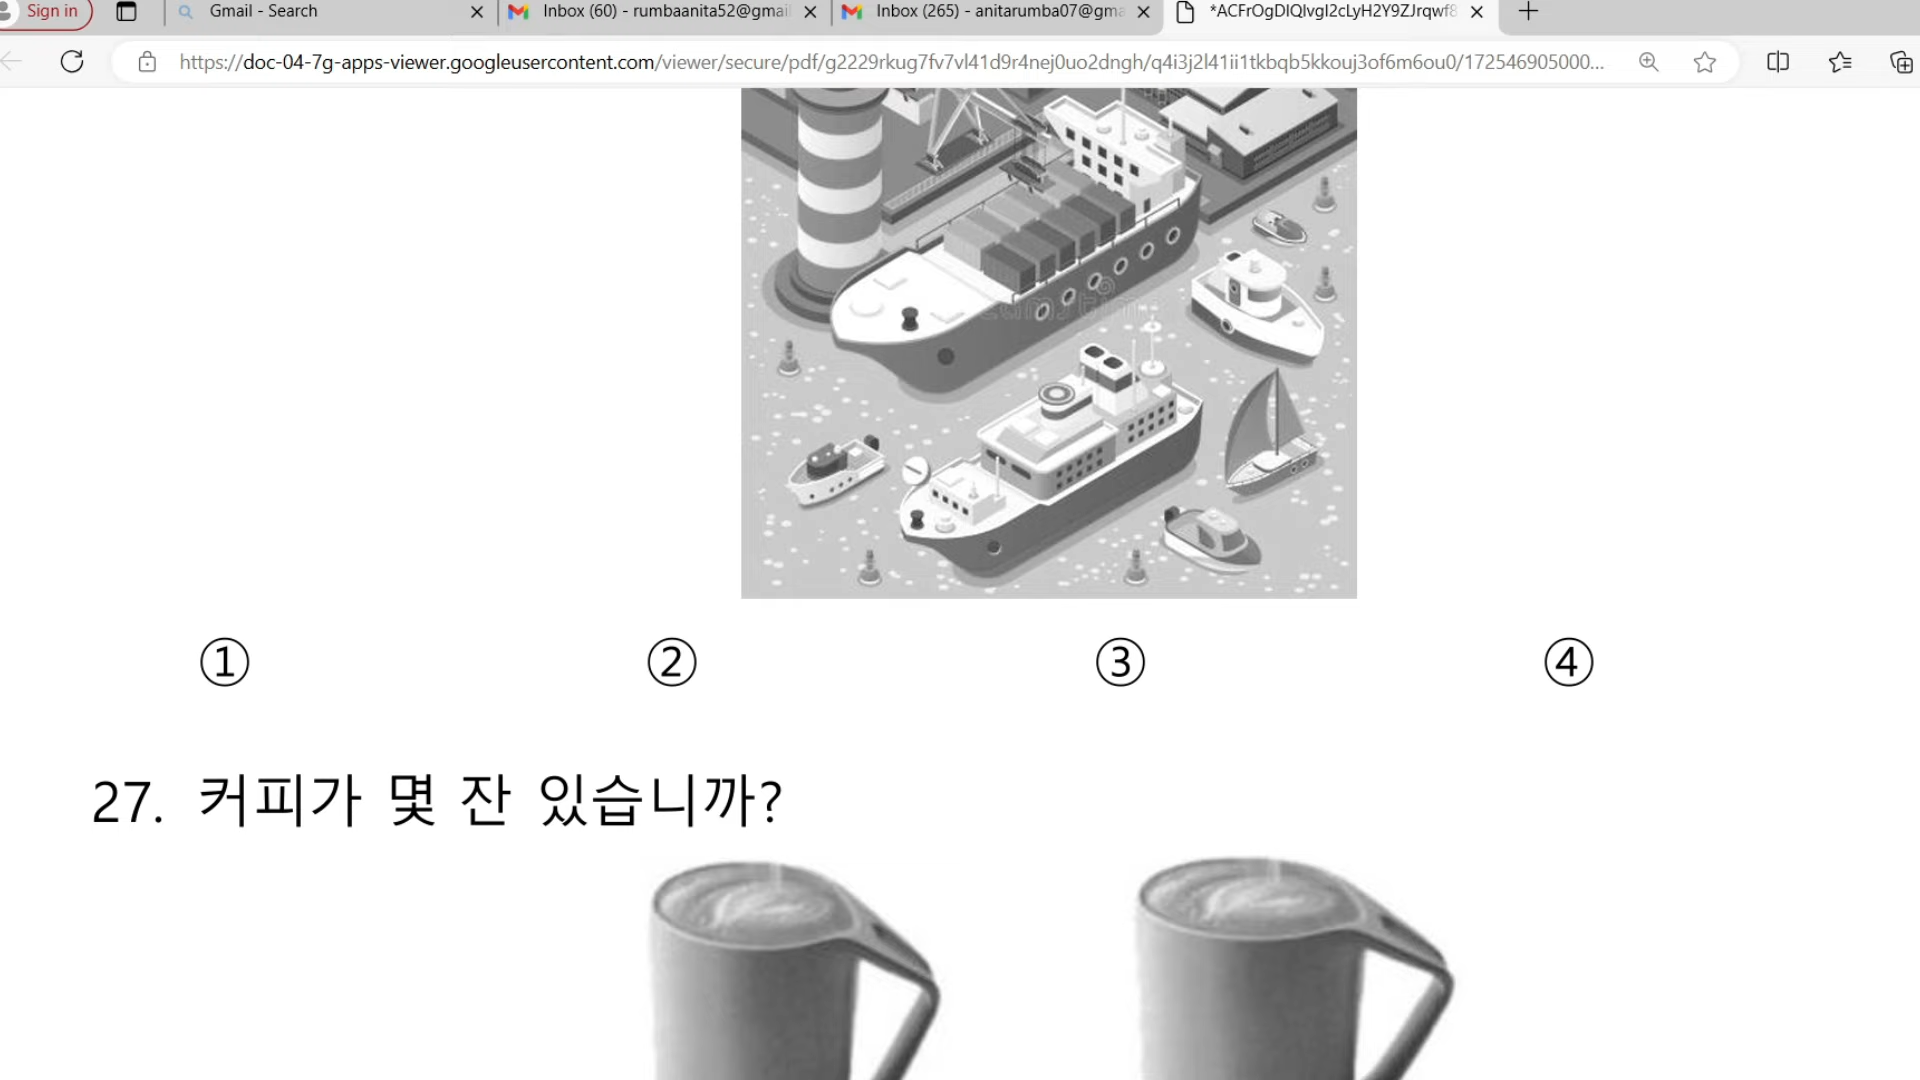 Sign in
Gmail - Search
Inbox (60) - rumbaanita52@gmai
Inbox (265) - anitarumba07@gma
*ACFrOgDIQIvgI2cLyH2Y9ZJrqwf8
https://doc-04-7g-apps-viewer.googleusercontent.com/viewer/secure/pdf/g2229rkug7fv7vl41d9r4nej0uo2dngh/q4i3j2l41ii1tkbqb5kkouj3of6m6ou0/172546905000...
① ② ③ ④
27. 커피가 몇 잔 있습니까?